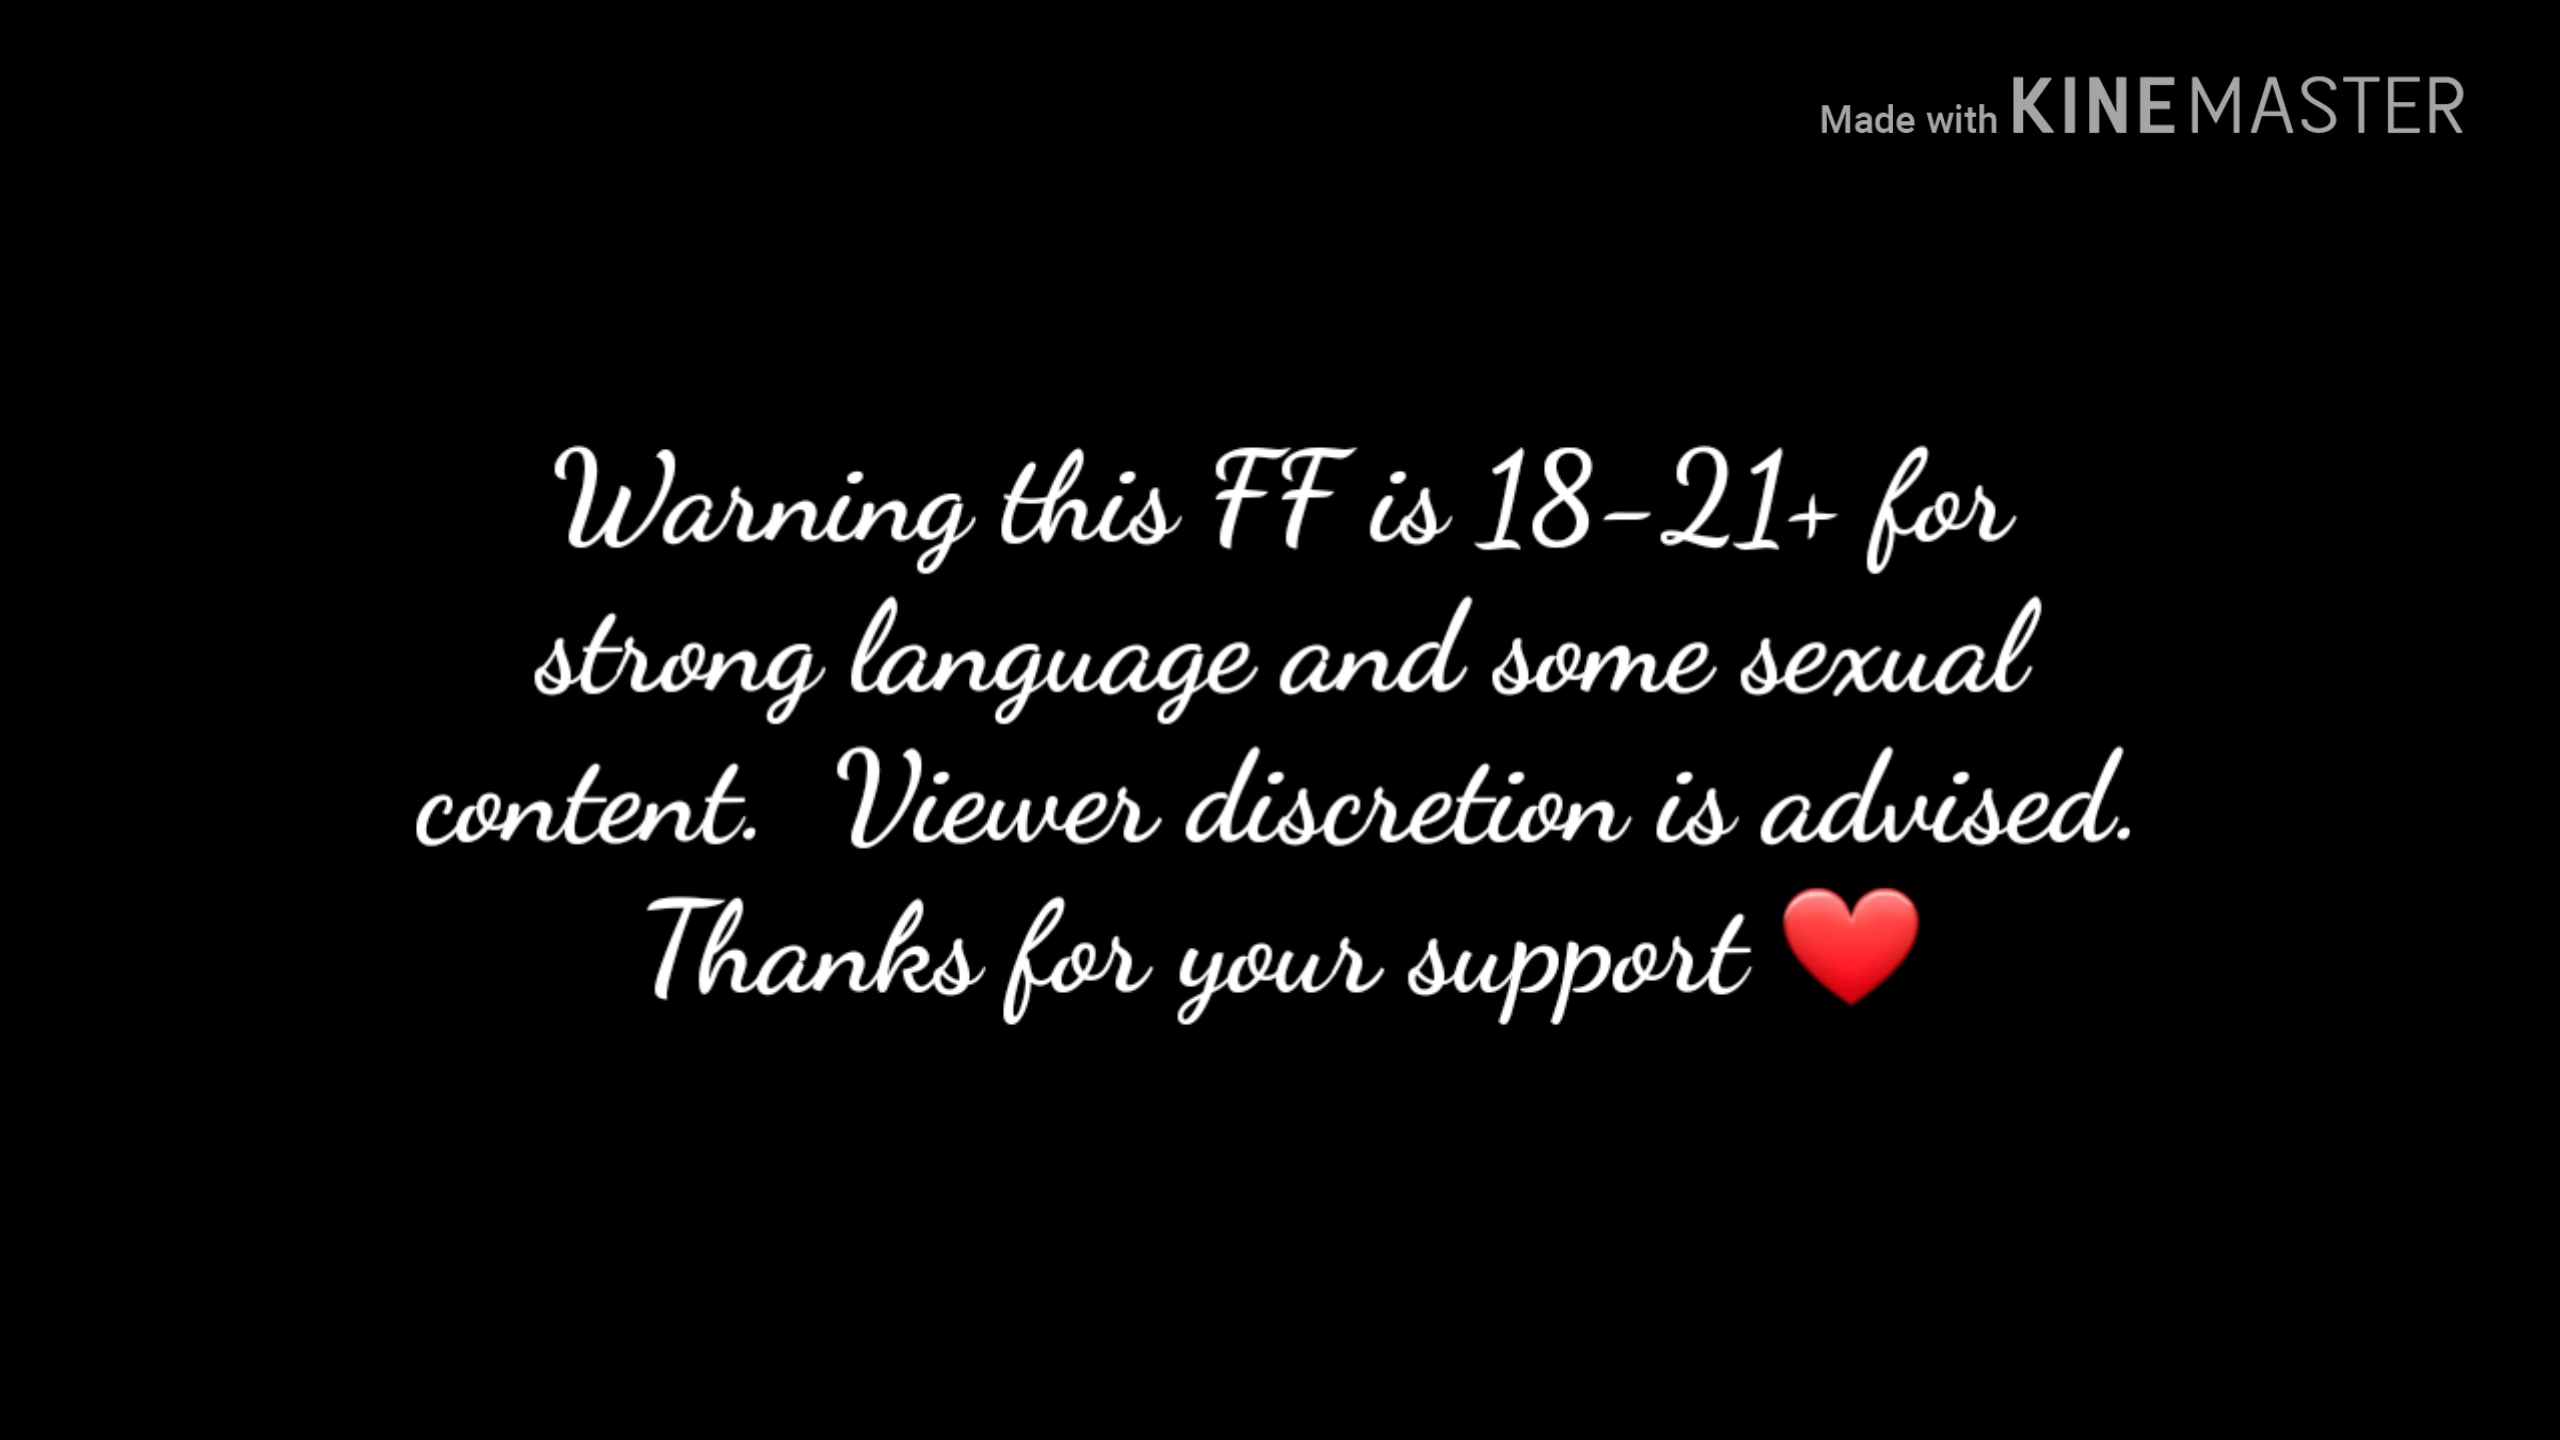 Made with KINEMASTER
Warning this FF is 18-21+ for
strong language and some sexual
content.  Viewer discretion is advised.
Thanks for your support ❤️